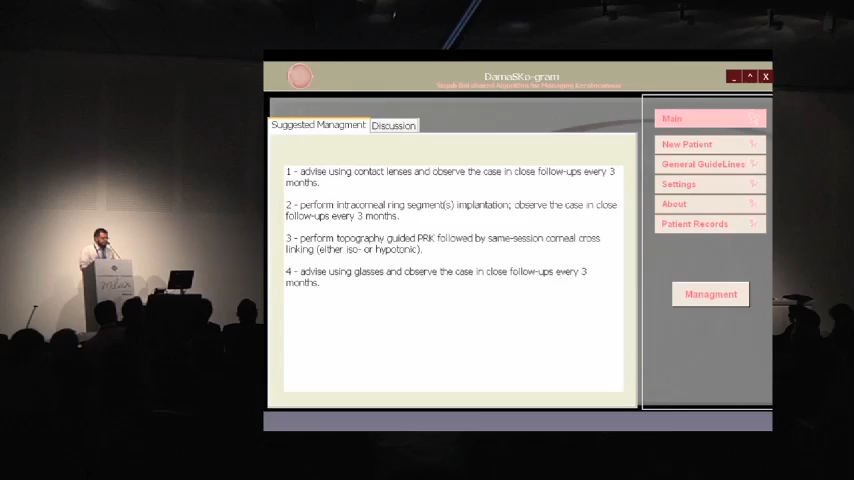 DamaSKo-gram
_ ^ X
Suggested Managment
Discussion
1 - advise using contact lenses and observe the case in close follow-ups every 3
months.
2 - perform intracorneal ring segment(s) implantation; observe the case in close
follow-ups every 3 months.
3 - perform topography guided PRK followed by same-session corneal cross
linking (either iso- or hypotonic).
4 - advise using glasses and observe the case in close follow-ups every 3
months.
Main
New Patient
General GuideLines
Settings
About
Patient Records
Managment